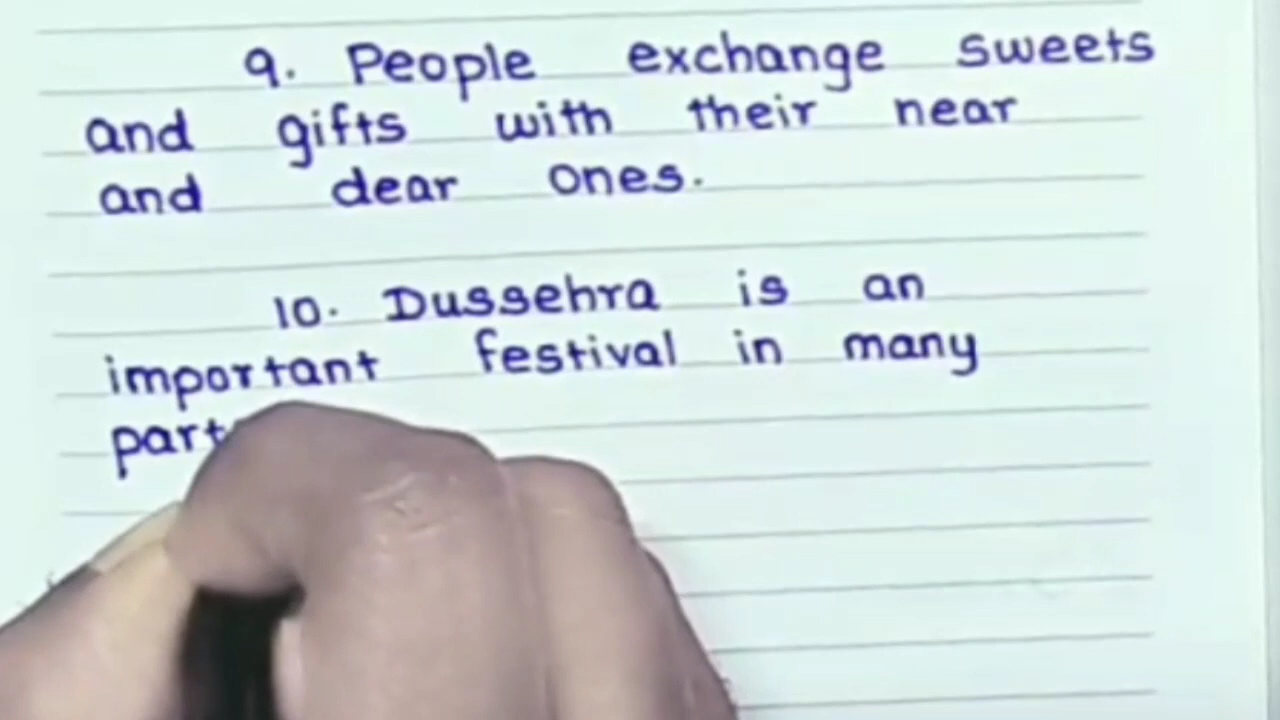 9. People exchange sweets
and gifts with their near
and dear ones.
10. Dussehra is an
important festival in many
part